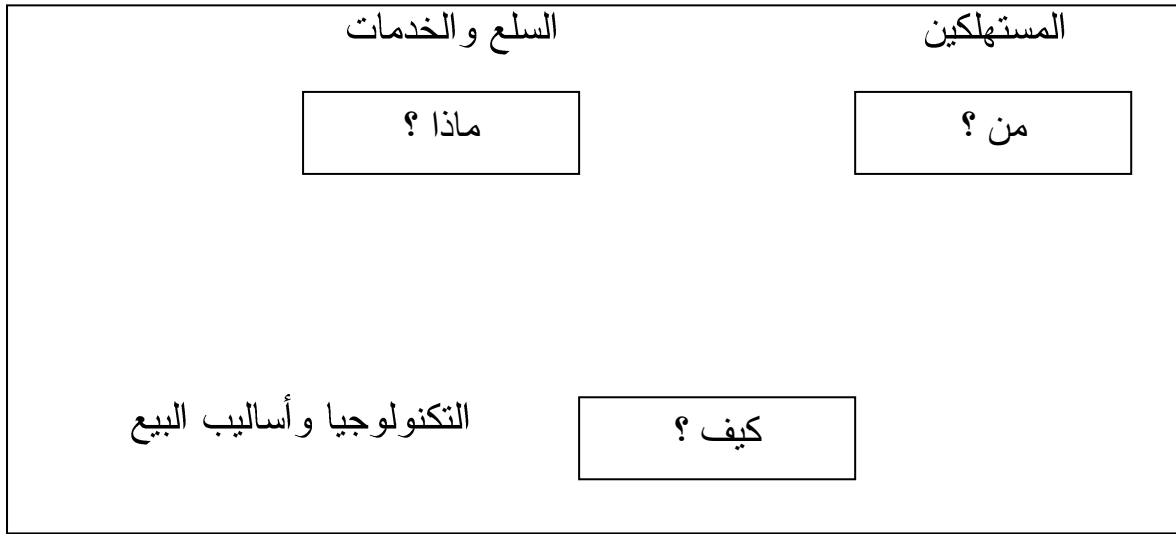 المستهلكين
السلع والخدمات
من ؟
ماذا ؟
كيف ؟
التكنولوجيا وأساليب البيع